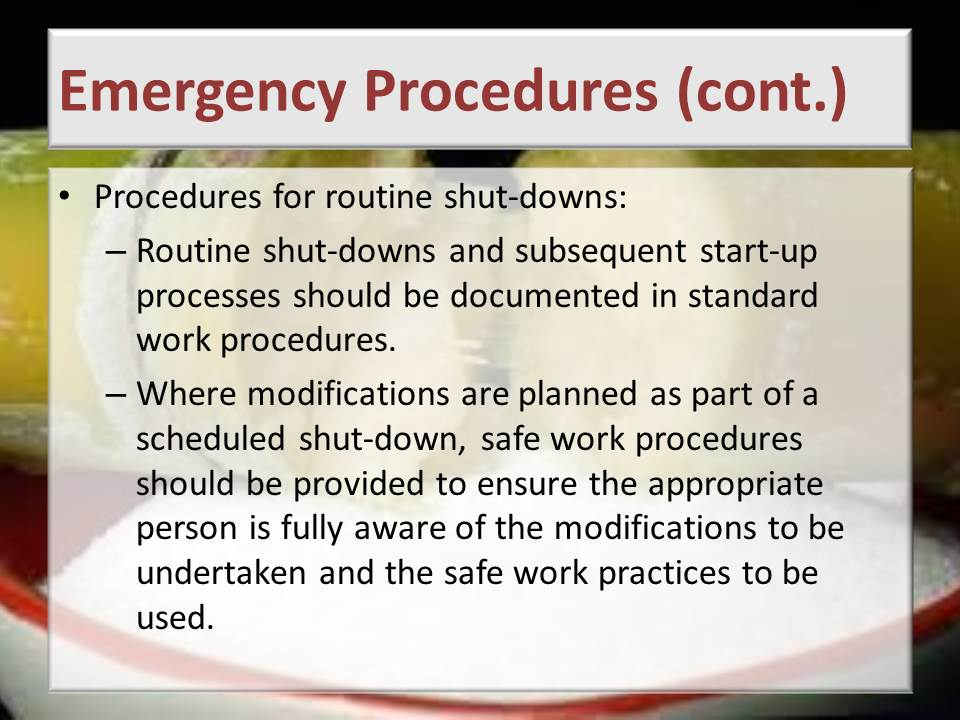 Emergency Procedures (cont.)
• Procedures for routine shut-downs:
– Routine shut-downs and subsequent start-up
processes should be documented in standard
work procedures.
– Where modifications are planned as part of a
scheduled shut-down, safe work procedures
should be provided to ensure the appropriate
person is fully aware of the modifications to be
undertaken and the safe work practices to be
used.